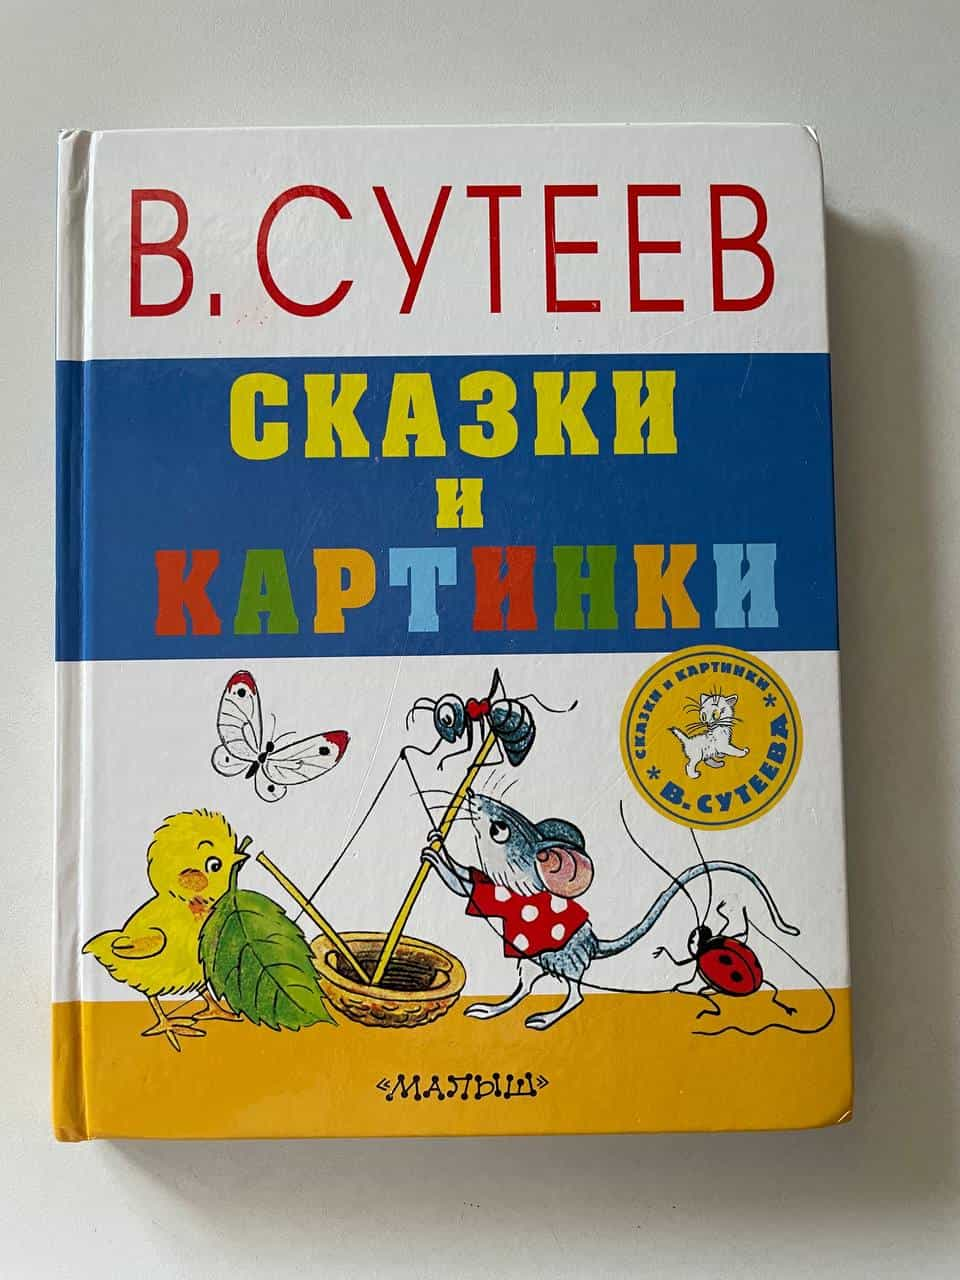 В. СУТЕЕВ
СКАЗКИ
И
КАРТИНКИ
СКАЗКИ И КАРТИНКИ
* В. СУТЕЕВА *
«МАЛЫШ»